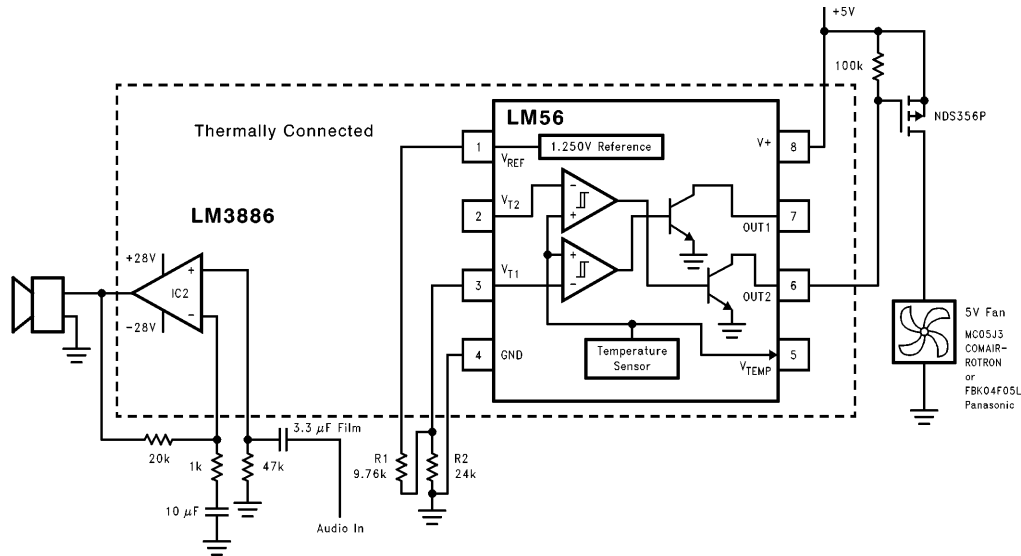 +5V
100k
NDS356P
Thermally Connected
LM56
1
VREF
1.250V Reference
V+
8
LM3886
2
VT2
−
+
7
OUT1
+28V
IC2
+
−
−28V
3
VT1
+
−
6
OUT2
5V Fan
MC05J3
COMAIR-
ROTRON
or
FBK04F05L
Panasonic
4
GND
Temperature
Sensor
5
VTEMP
3.3 μF Film
20k
1k
47k
R1
9.76k
R2
24k
10 μF
Audio In